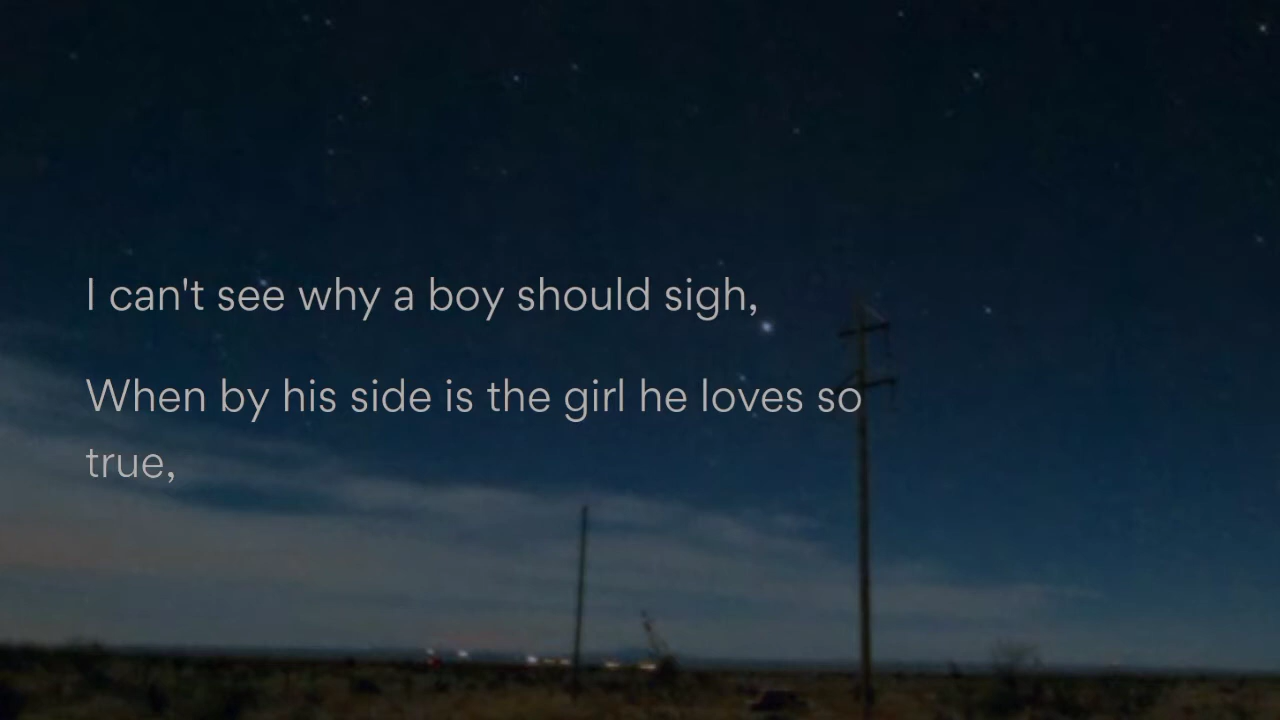 I can't see why a boy should sigh,
When by his side is the girl he loves so
true,